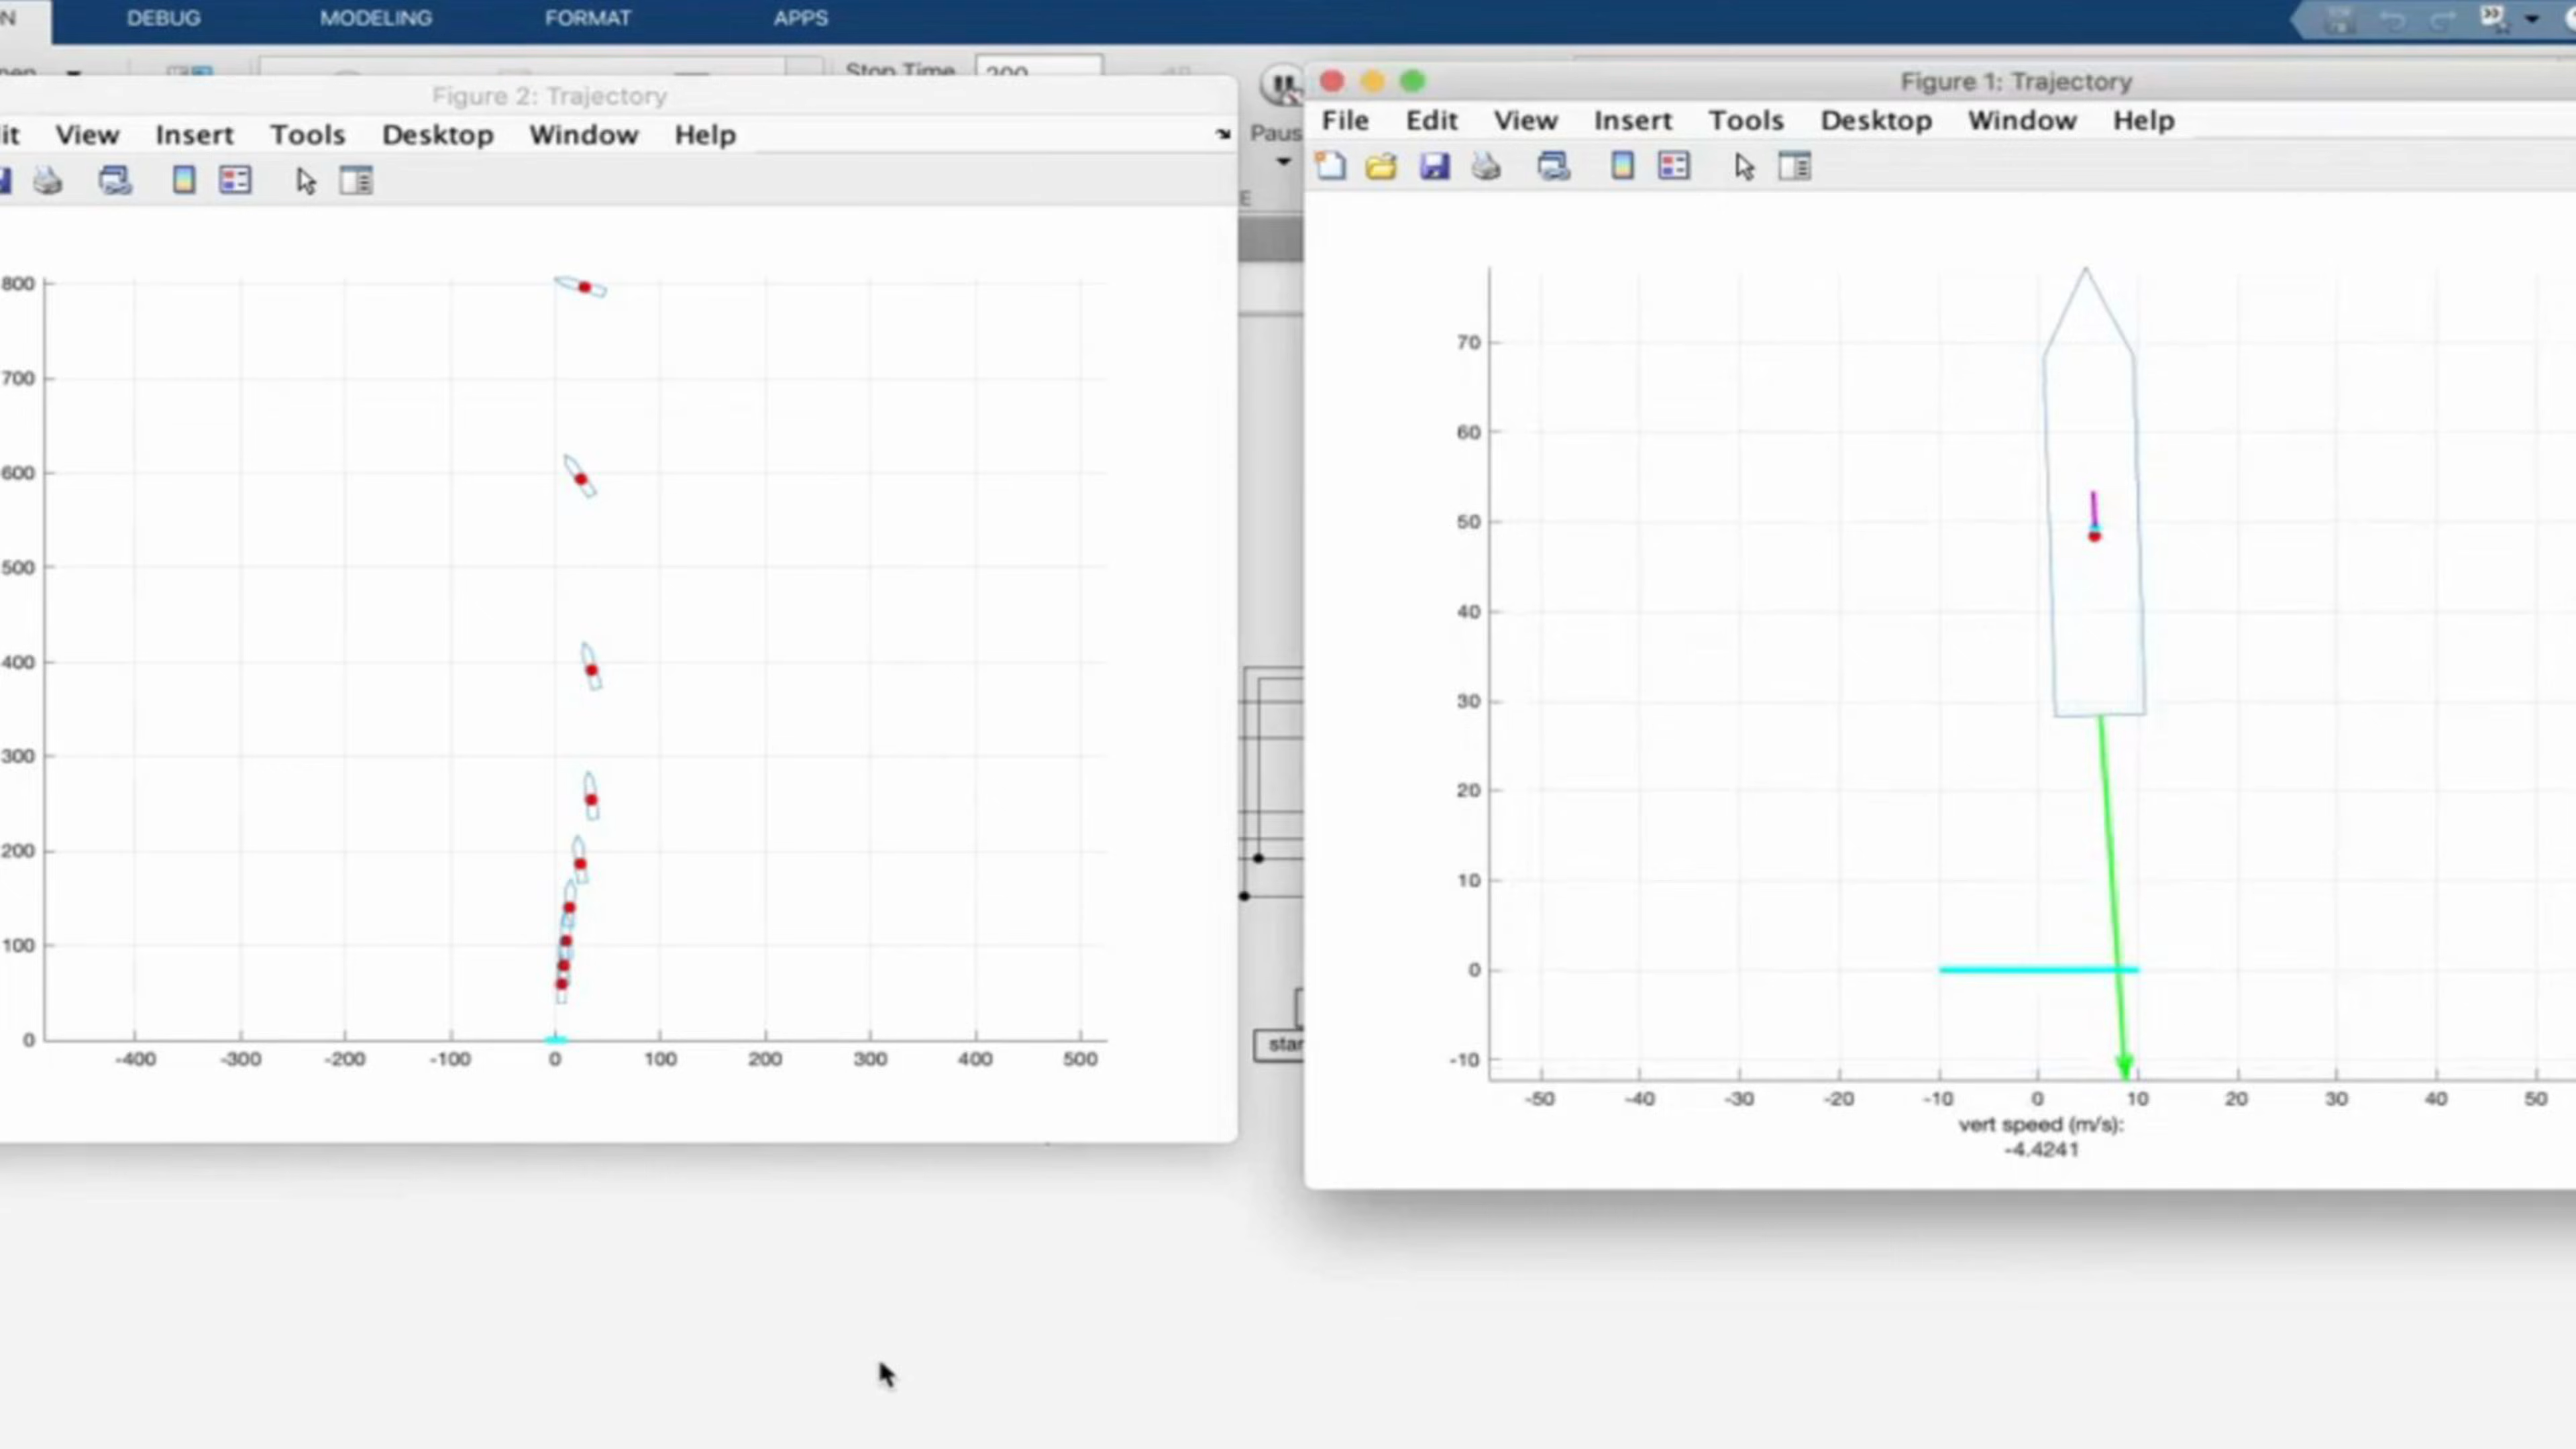 N DEBUG MODELING FORMAT APPS
Stop Time 200
Figure 2: Trajectory
it View Insert Tools Desktop Window Help
800
700
600
500
400
300
200
100
0
-400 -300 -200 -100 0 100 200 300 400 500
Paus
E
star
Figure 1: Trajectory
File Edit View Insert Tools Desktop Window Help
70
60
50
40
30
20
10
0
-10
-50 -40 -30 -20 -10 0 10 20 30 40 50
vert speed (m/s):
-4.4241